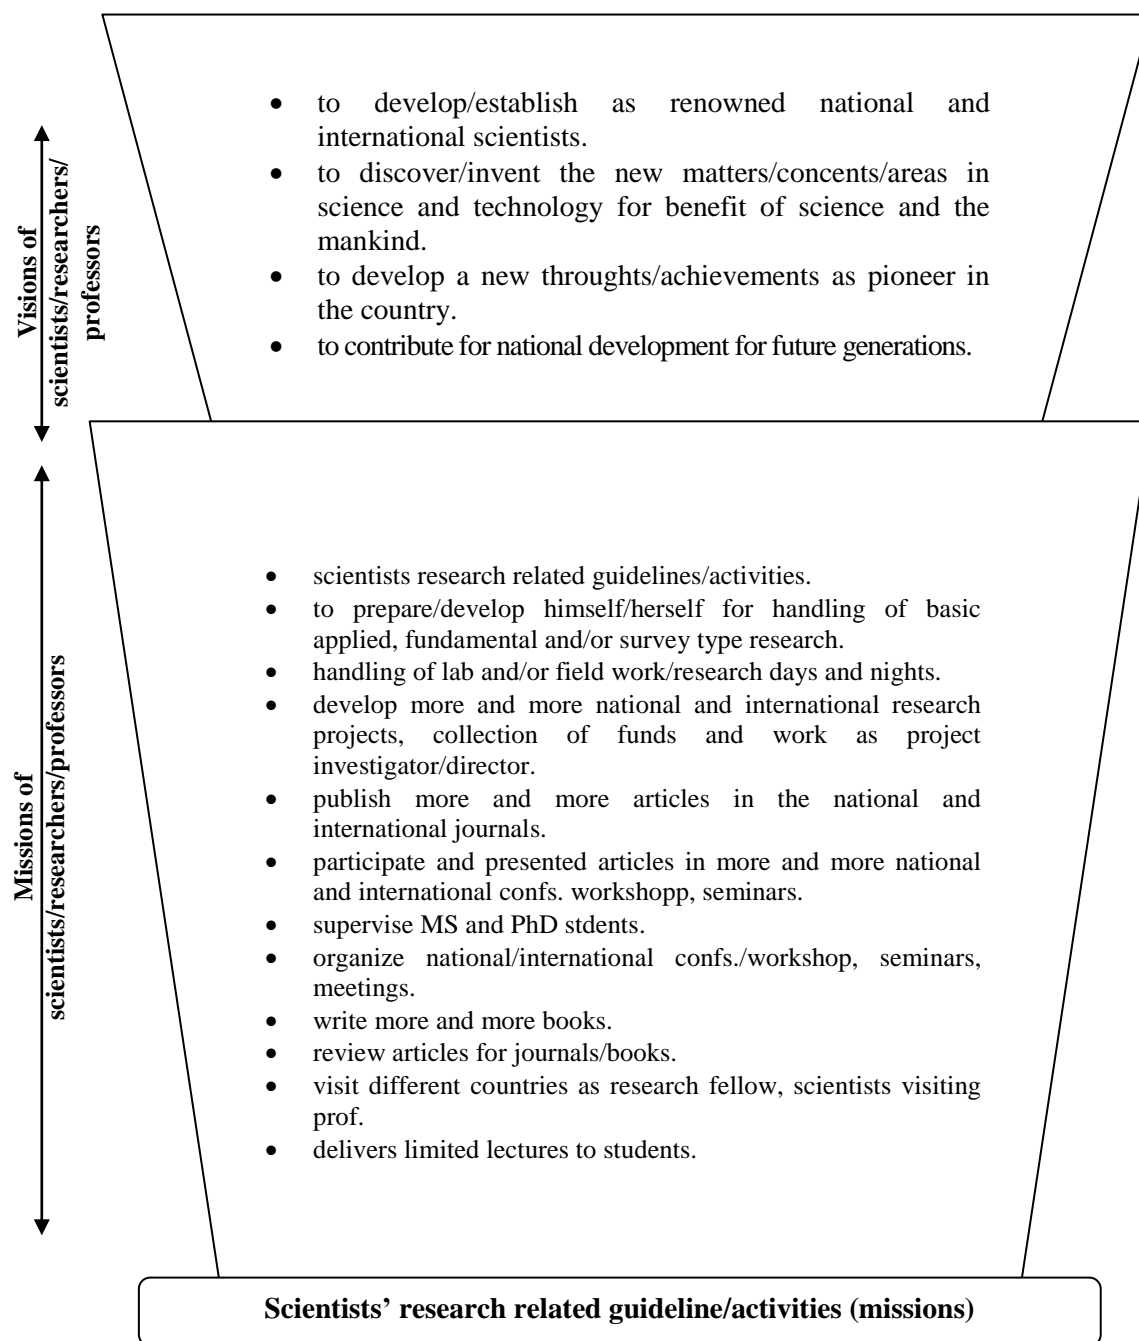 Visions of
scientists/researchers/
professors
• to develop/establish as renowned national and
international scientists.
• to discover/invent the new matters/concents/areas in
science and technology for benefit of science and the
mankind.
• to develop a new throughts/achievements as pioneer in
the country.
• to contribute for national development for future generations.
Missions of
scientists/researchers/professors
• scientists research related guidelines/activities.
• to prepare/develop himself/herself for handling of basic
applied, fundamental and/or survey type research.
• handling of lab and/or field work/research days and nights.
• develop more and more national and international research
projects, collection of funds and work as project
investigator/director.
• publish more and more articles in the national and
international journals.
• participate and presented articles in more and more national
and international confs. workshopp, seminars.
• supervise MS and PhD stdents.
• organize national/international confs./workshop, seminars,
meetings.
• write more and more books.
• review articles for journals/books.
• visit different countries as research fellow, scientists visiting
prof.
• delivers limited lectures to students.
Scientists’ research related guideline/activities (missions)